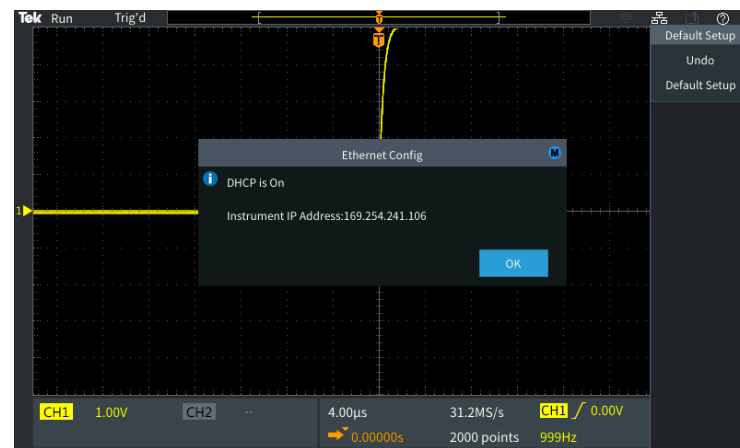 Tek Run Trig'd
T
T
Default Setup
Undo
Default Setup
Ethernet Config M
i DHCP is On
Instrument IP Address:169.254.241.106
OK
1
CH1 1.00V CH2 -- 4.00µs 31.2MS/s CH1 0.00V
0.00000s 2000 points 999Hz